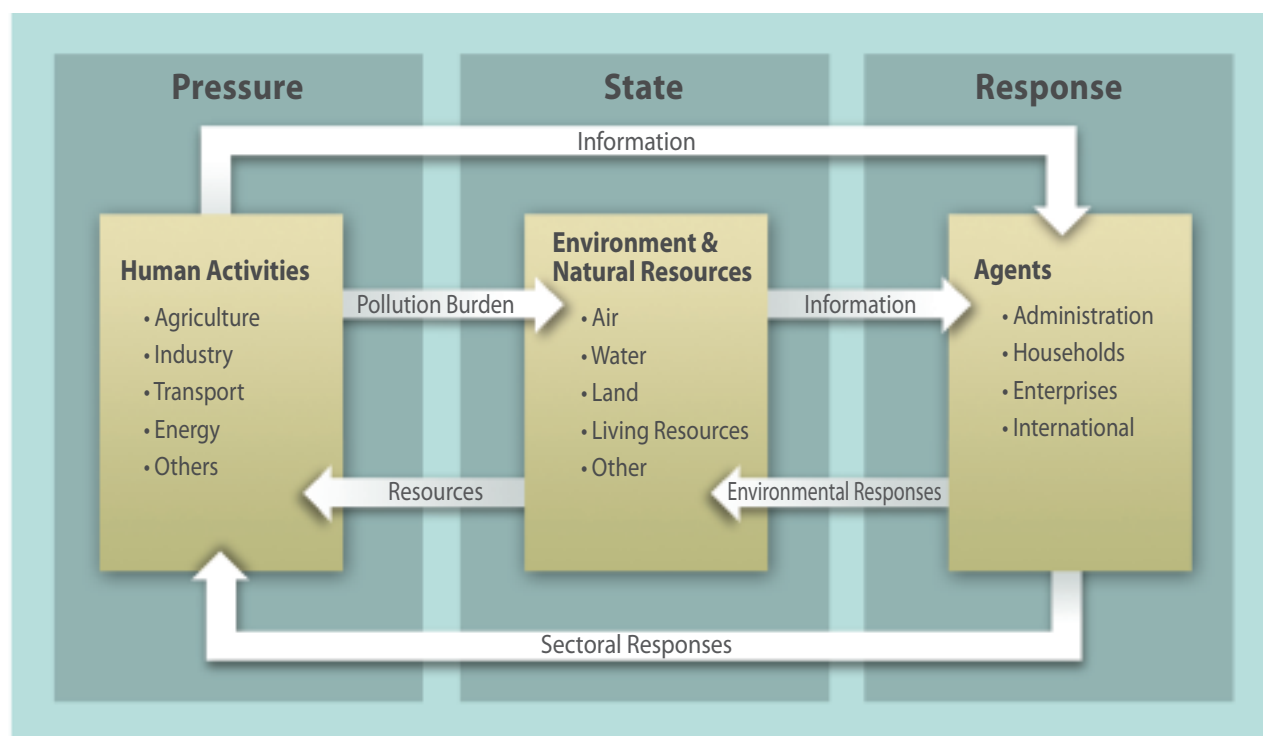 Pressure
State
Response
Information
Human Activities
• Agriculture
• Industry
• Transport
• Energy
• Others
Pollution Burden
Resources
Environment &
Natural Resources
• Air
• Water
• Land
• Living Resources
• Other
Information
Environmental Responses
Agents
• Administration
• Households
• Enterprises
• International
Sectoral Responses